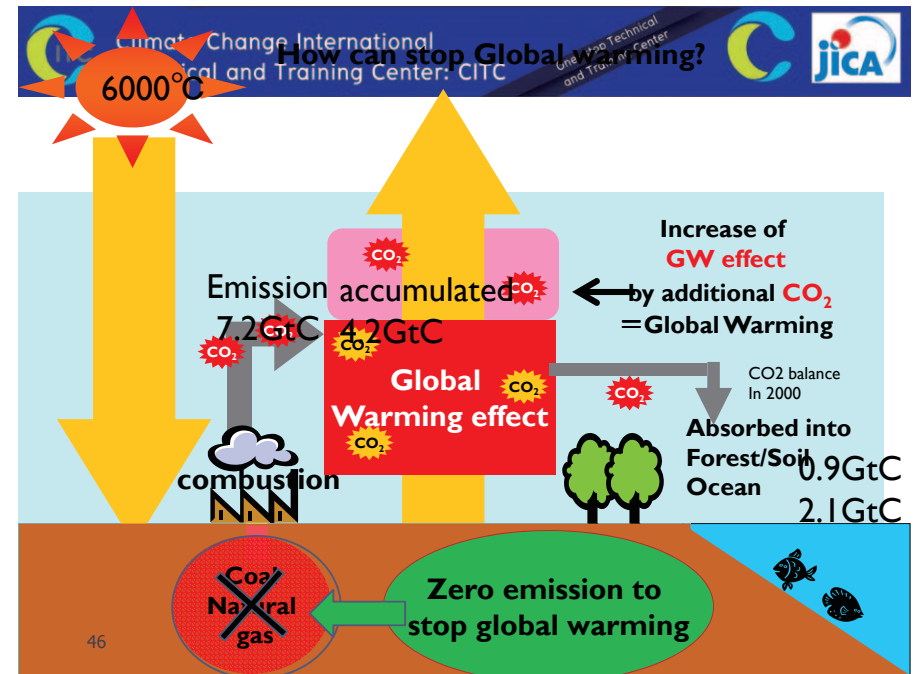 Climate Change International
ical and Training Center: CITC
How can stop Global warming?
One Stop Technical
and Training Center
jICA
6000℃
Increase of
GW effect
by additional CO₂
＝Global Warming
CO₂
CO₂
Emission
7.2GtC
accumulated
4.2GtC
CO₂
CO₂
CO₂
Global
Warming effect
CO₂
CO₂
CO₂
CO2 balance
In 2000
Absorbed into
Forest/Soil
Ocean
0.9GtC
2.1GtC
combustion
Coal
Natural
gas
Zero emission to
stop global warming
46